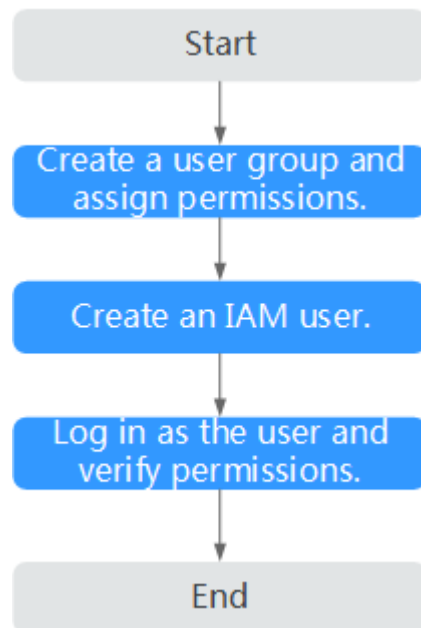 Start
Create a user group and
assign permissions.
Create an IAM user.
Log in as the user and
verify permissions.
End